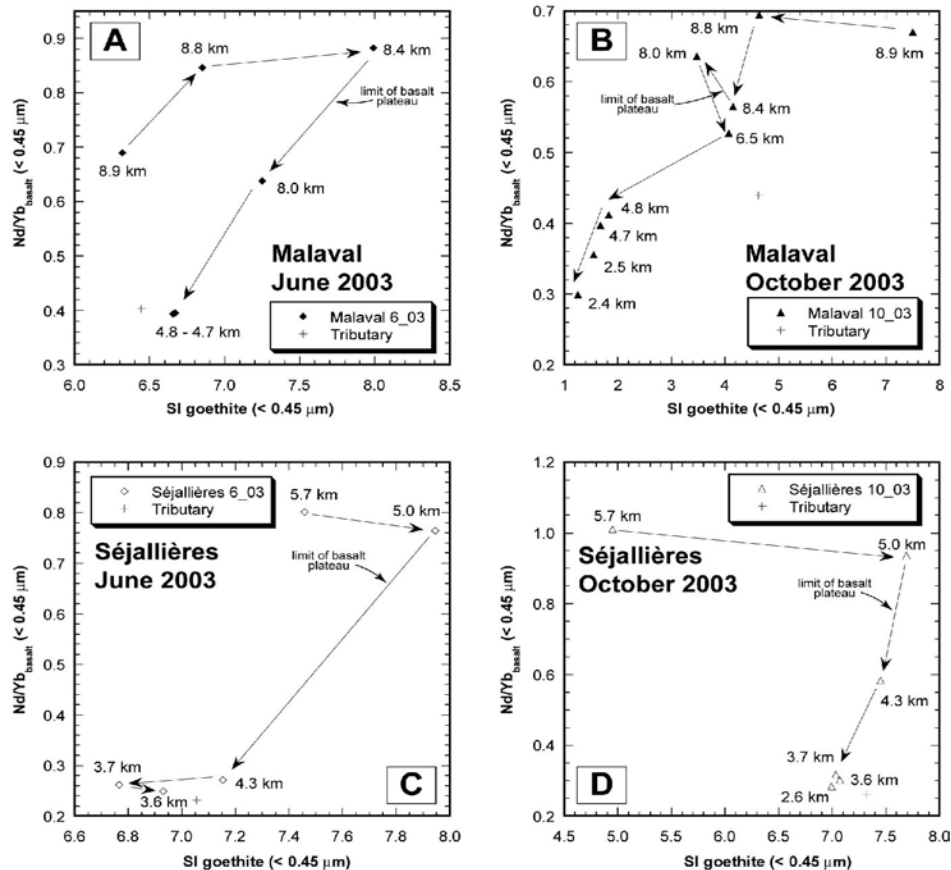 A
0.9
0.8
0.7
0.6
0.5
0.4
0.3
Nd/Yb basalt (< 0.45 µm)
8.8 km
8.4 km
limit of basalt
plateau
8.9 km
8.0 km
Malaval
June 2003
4.8 - 4.7 km
Malaval 6_03
Tributary
6.0 6.5 7.0 7.5 8.0 8.5
SI goethite (< 0.45 µm)
B
0.7
0.6
0.5
0.4
0.3
0.2
Nd/Yb basalt (< 0.45 µm)
8.8 km
8.0 km
8.9 km
limit of basalt
plateau
8.4 km
6.5 km
4.8 km
4.7 km
2.5 km
2.4 km
Malaval
October 2003
Malaval 10_03
Tributary
1 2 3 4 5 6 7 8
SI goethite (< 0.45 µm)
0.9
0.8
0.7
0.6
0.5
0.4
0.3
0.2
Nd/Yb basalt (< 0.45 µm)
Séjallières 6_03
Tributary
5.7 km
5.0 km
Séjallières
June 2003
limit of basalt
plateau
3.7 km
4.3 km
3.6 km
C
6.6 6.8 7.0 7.2 7.4 7.6 7.8 8.0
SI goethite (< 0.45 µm)
1.2
1.0
0.8
0.6
0.4
0.2
Nd/Yb basalt (< 0.45 µm)
Séjallières 10_03
Tributary
5.7 km
5.0 km
Séjallières
October 2003
limit of basalt
plateau
4.3 km
3.7 km
3.6 km
2.6 km
D
4.5 5.0 5.5 6.0 6.5 7.0 7.5 8.0
SI goethite (< 0.45 µm)